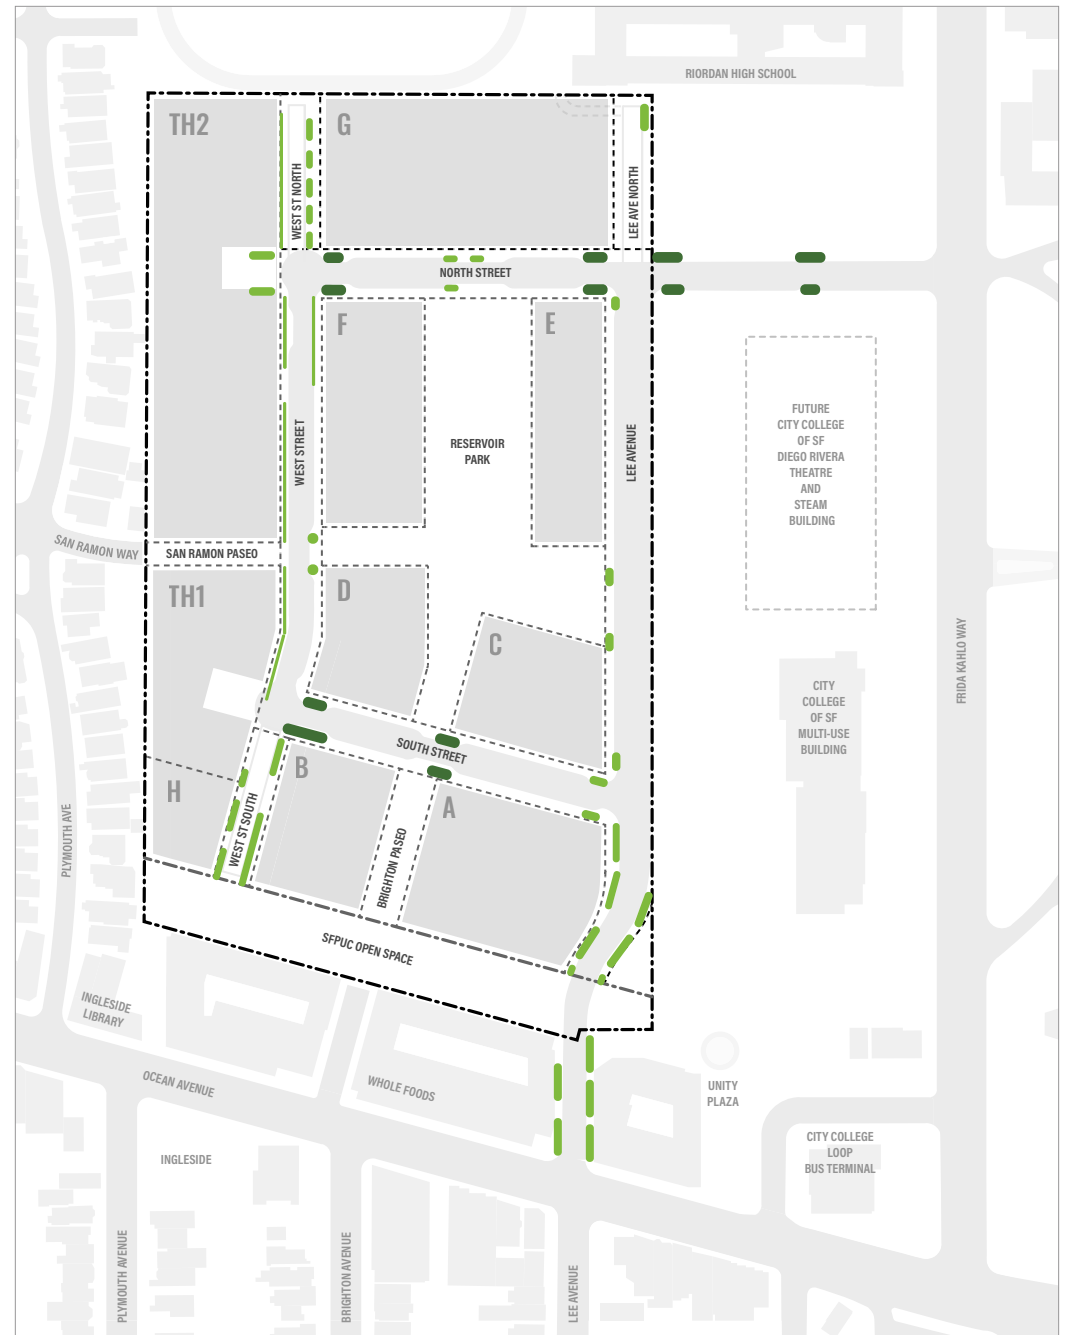 RIORDAN HIGH SCHOOL
TH2
G
WEST ST NORTH
LEE AVE NORTH
NORTH STREET
F
E
FUTURE
CITY COLLEGE
OF SF
DIEGO RIVERA
THEATRE
AND
STEAM
BUILDING
WEST STREET
RESERVOIR
PARK
LEE AVENUE
SAN RAMON WAY
SAN RAMON PASEO
TH1
D
C
FRIDA KAHLO WAY
CITY
COLLEGE
OF SF
MULTI-USE
BUILDING
SOUTH STREET
B
H
A
WEST ST SOUTH
PLYMOUTH AVE
BRIGHTON PASEO
SFPUC OPEN SPACE
INGLESIDE
LIBRARY
OCEAN AVENUE
WHOLE FOODS
UNITY
PLAZA
INGLESIDE
CITY COLLEGE
LOOP
BUS TERMINAL
PLYMOUTH AVENUE
BRIGHTON AVENUE
LEE AVENUE